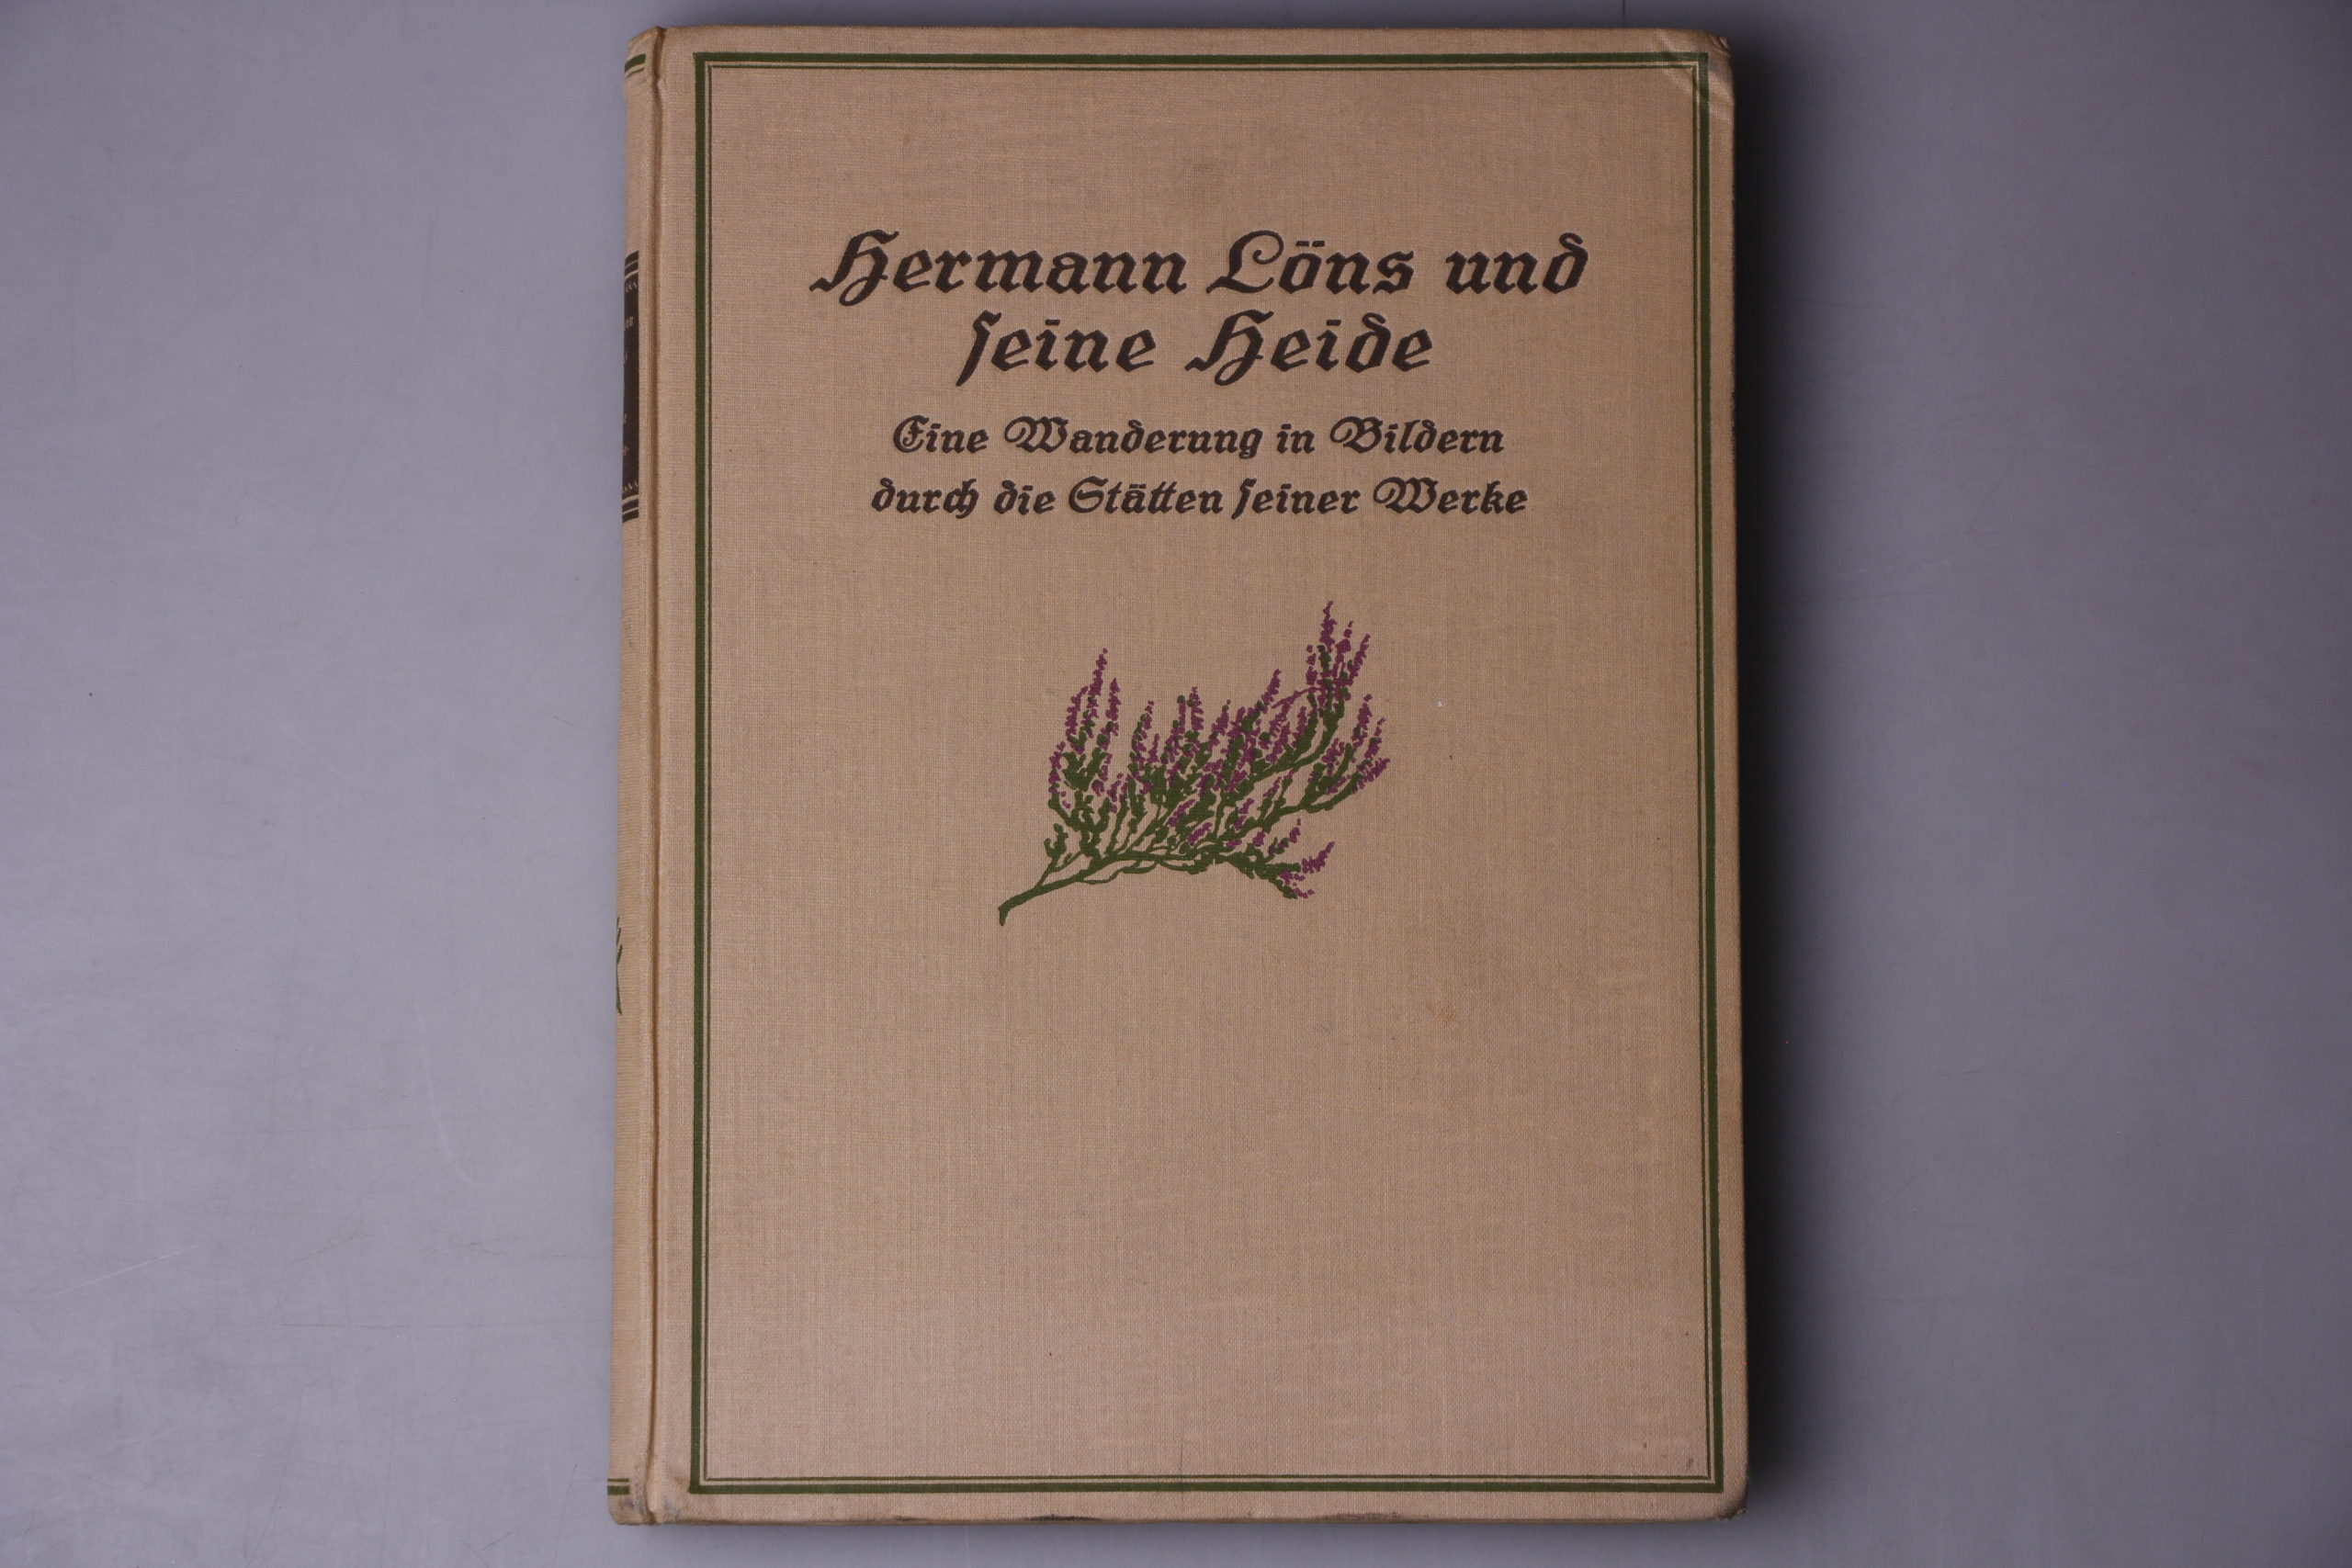 Hermann Löns und
seine Heide
Eine Wanderung in Bildern
durch die Stätten seiner Werke